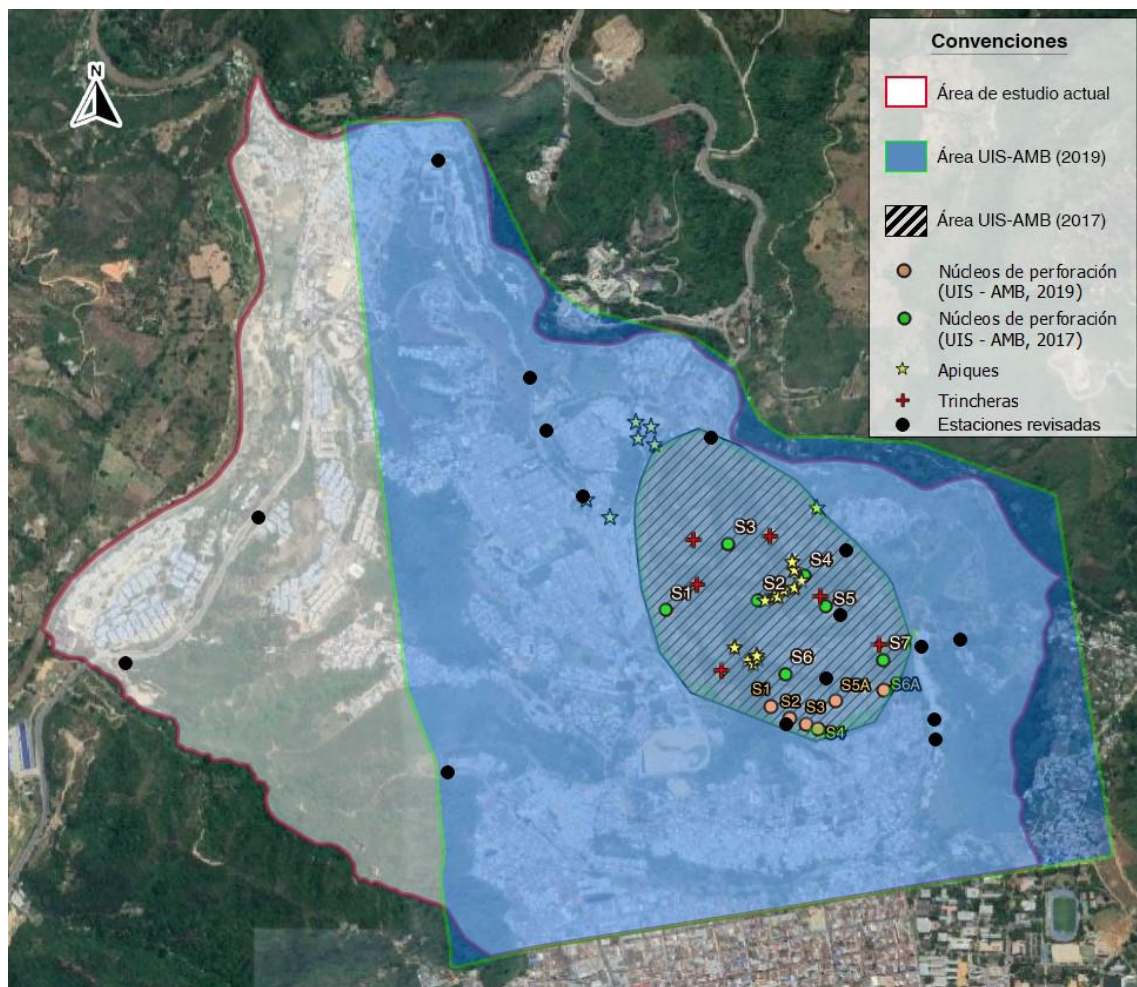 N
Convenciones
Área de estudio actual
Área UIS-AMB (2019)
Área UIS-AMB (2017)
Núcleos de perforación
(UIS - AMB, 2019)
Núcleos de perforación
(UIS - AMB, 2017)
Apiques
Trincheras
Estaciones revisadas
S3
S4
S2
S1
S5
S7
S6
S1
S2
S3
S5A
S6A
S4